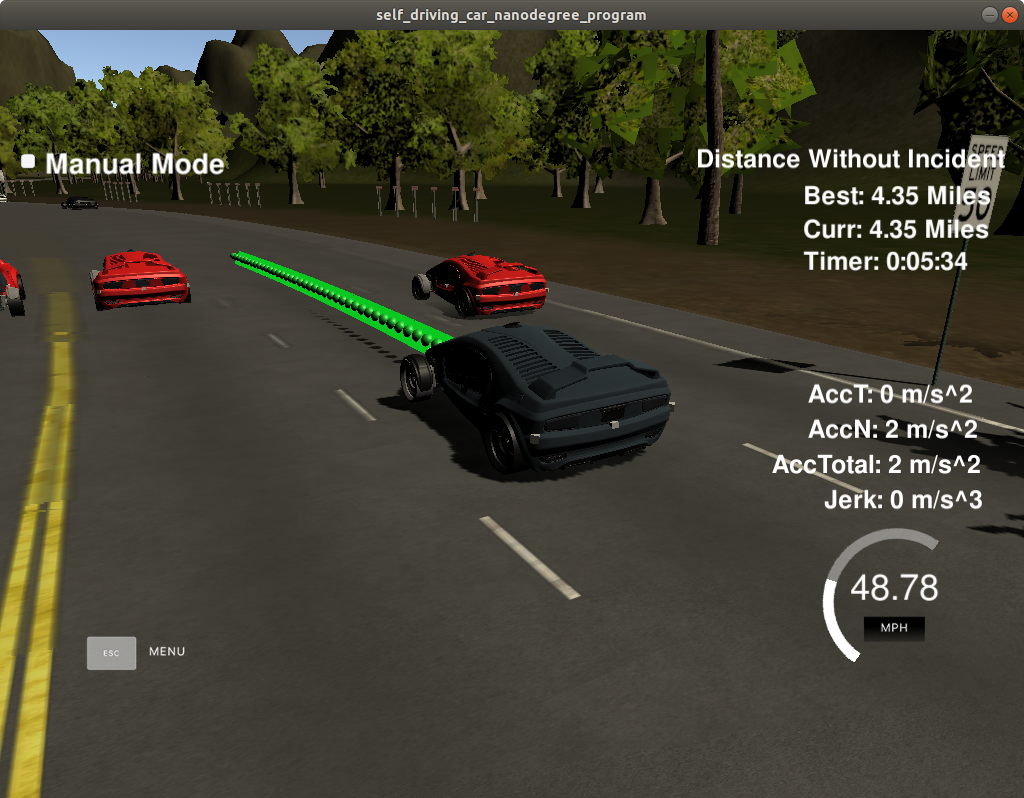 self_driving_car_nanodegree_program
Manual Mode
Distance Without Incident
SPEED
LIMIT
50
Best: 4.35 Miles
Curr: 4.35 Miles
Timer: 0:05:34
AccT: 0 m/s^2
AccN: 2 m/s^2
AccTotal: 2 m/s^2
Jerk: 0 m/s^3
48.78
MPH
ESC
MENU